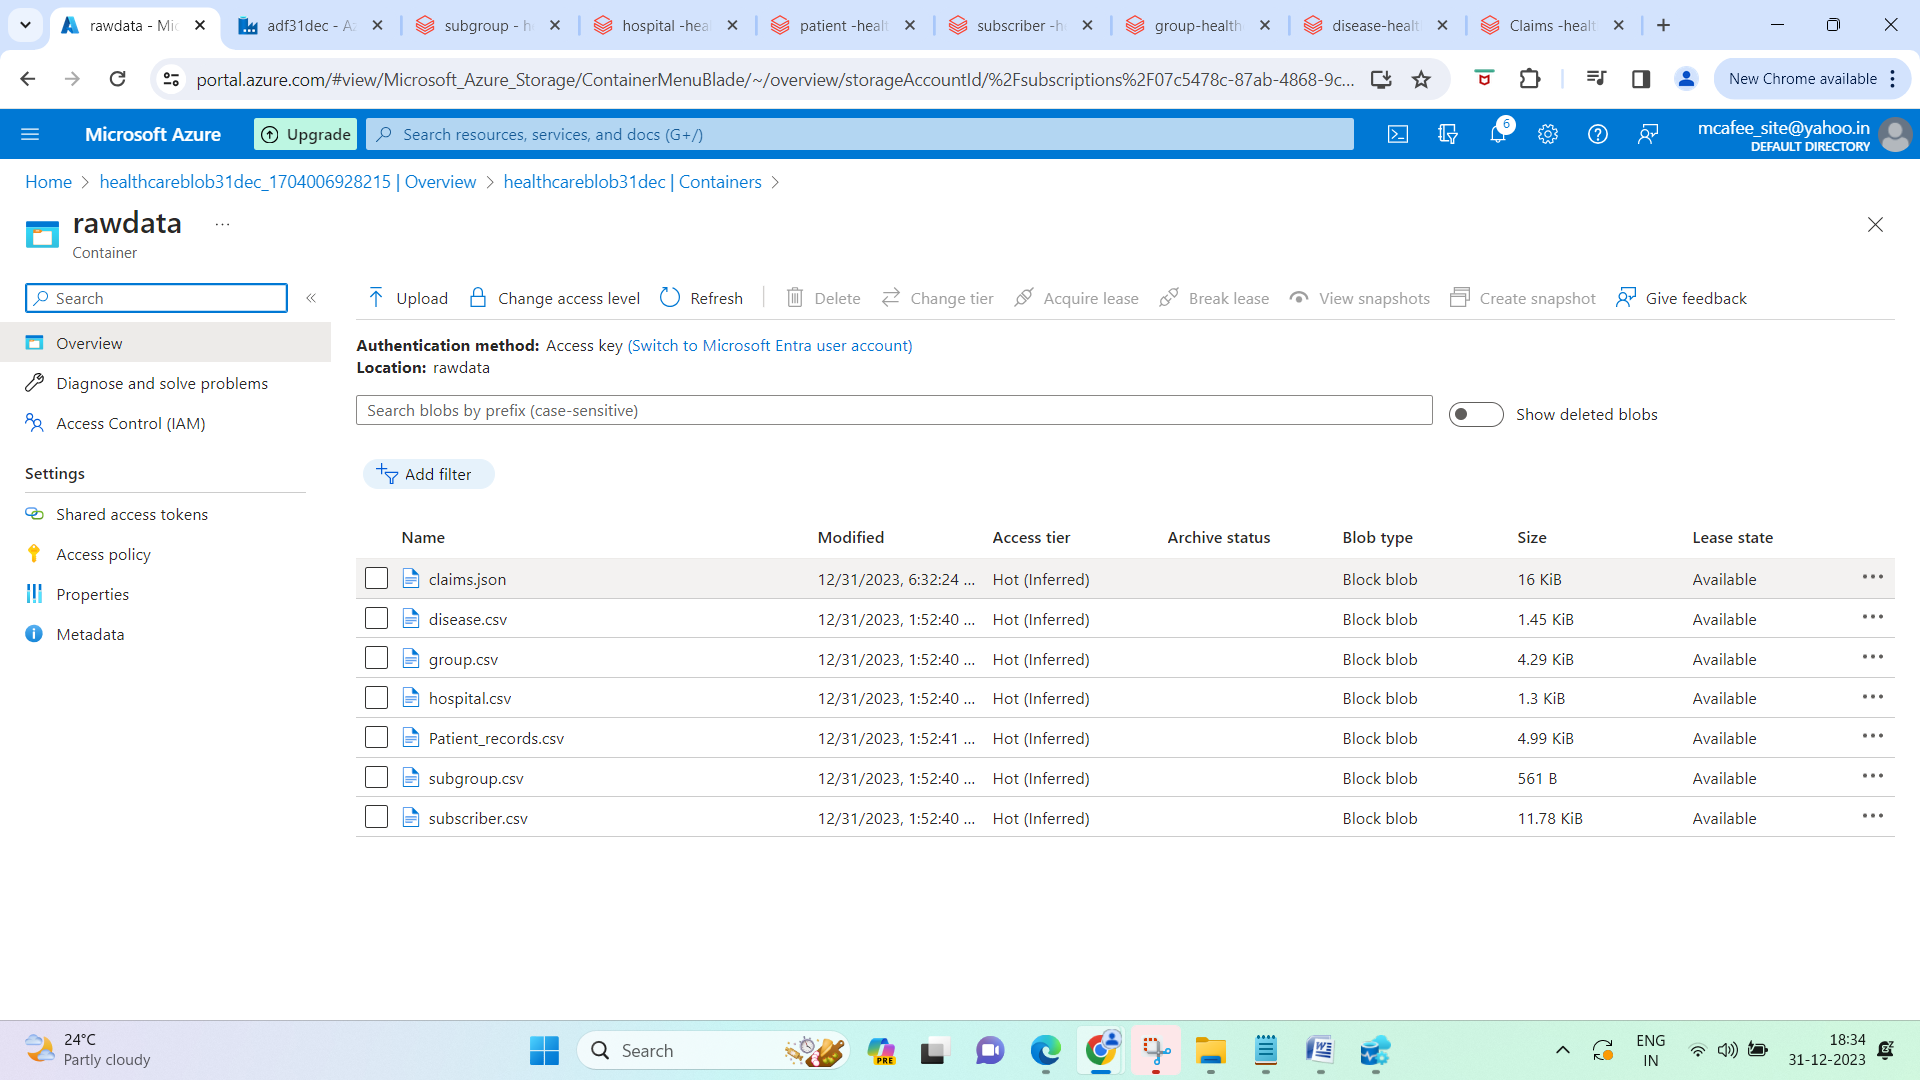 rawdata - Mic
adf31dec - Az
subgroup - he
hospital -heal
patient -healt
subscriber -he
group-health
disease-healt
Claims -healt
portal.azure.com/#view/Microsoft_Azure_Storage/ContainerMenuBlade/~/overview/storageAccountId/%2Fsubscriptions%2F07c5478c-87ab-4868-9c...
New Chrome available
Microsoft Azure
Upgrade
Search resources, services, and docs (G+/)
6
mcafee_site@yahoo.in
DEFAULT DIRECTORY
Home > healthcareblob31dec_1704006928215 | Overview > healthcareblob31dec | Containers >
rawdata ...
Container
Search
Upload Change access level Refresh Delete Change tier Acquire lease Break lease View snapshots Create snapshot Give feedback
Overview
Diagnose and solve problems
Access Control (IAM)
Settings
Shared access tokens
Access policy
Properties
Metadata
Authentication method: Access key (Switch to Microsoft Entra user account)
Location: rawdata
Search blobs by prefix (case-sensitive)
Show deleted blobs
Add filter
Name Modified Access tier Archive status Blob type Size Lease state
claims.json 12/31/2023, 6:32:24 ... Hot (Inferred) Block blob 16 KiB Available
disease.csv 12/31/2023, 1:52:40 ... Hot (Inferred) Block blob 1.45 KiB Available
group.csv 12/31/2023, 1:52:40 ... Hot (Inferred) Block blob 4.29 KiB Available
hospital.csv 12/31/2023, 1:52:40 ... Hot (Inferred) Block blob 1.3 KiB Available
Patient_records.csv 12/31/2023, 1:52:41 ... Hot (Inferred) Block blob 4.99 KiB Available
subgroup.csv 12/31/2023, 1:52:40 ... Hot (Inferred) Block blob 561 B Available
subscriber.csv 12/31/2023, 1:52:40 ... Hot (Inferred) Block blob 11.78 KiB Available
24°C
Partly cloudy
Search
PRE
ENG
IN
18:34
31-12-2023